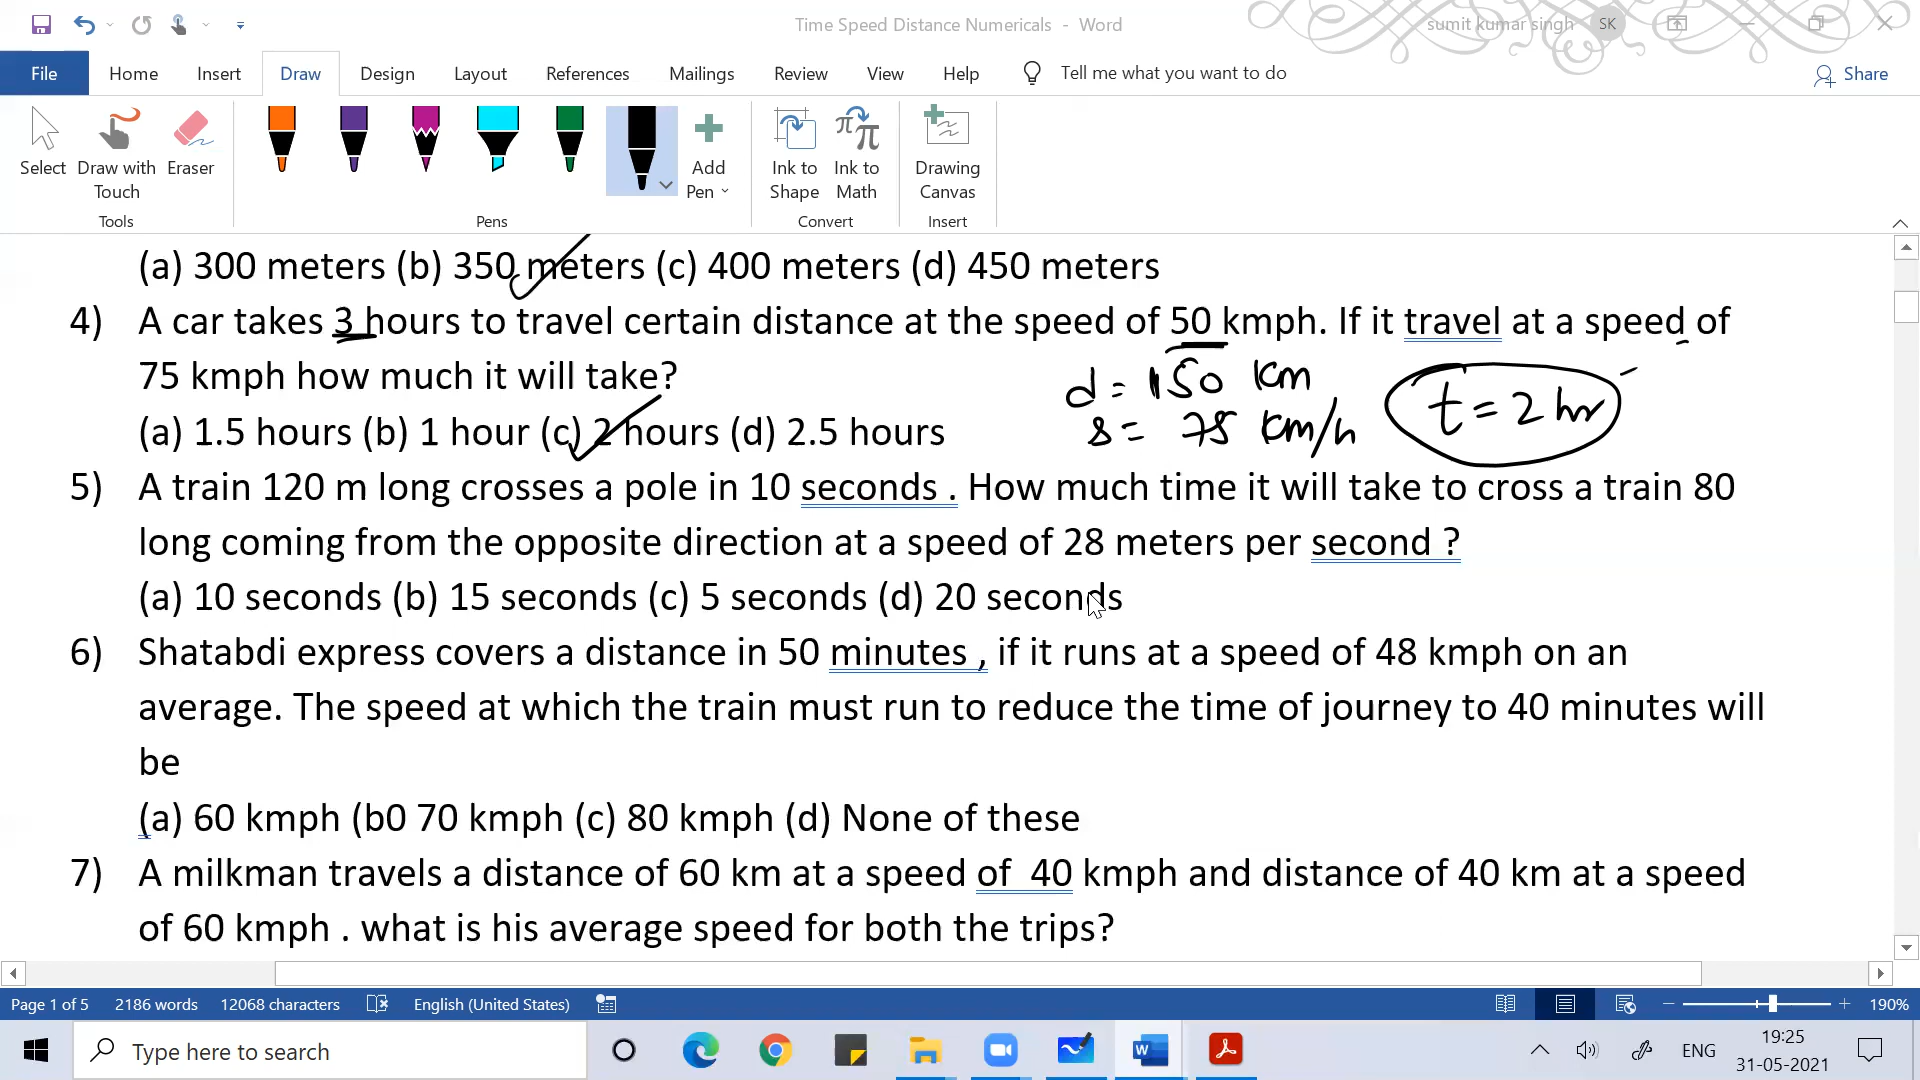 Time Speed Distance Numericals - Word
sumit kumar singh SK
File Home Insert Draw Design Layout References Mailings Review View Help Tell me what you want to do Share
Select Draw with Touch Eraser Add Pen Ink to Shape Ink to Math Drawing Canvas
Tools Pens Convert Insert
(a) 300 meters (b) 350 meters (c) 400 meters (d) 450 meters
4) A car takes 3 hours to travel certain distance at the speed of 50 kmph. If it travel at a speed of
75 kmph how much it will take?
d = 150 km
s = 75 km/h
t = 2 hr
(a) 1.5 hours (b) 1 hour (c) 2 hours (d) 2.5 hours
5) A train 120 m long crosses a pole in 10 seconds . How much time it will take to cross a train 80
long coming from the opposite direction at a speed of 28 meters per second ?
(a) 10 seconds (b) 15 seconds (c) 5 seconds (d) 20 seconds
6) Shatabdi express covers a distance in 50 minutes , if it runs at a speed of 48 kmph on an
average. The speed at which the train must run to reduce the time of journey to 40 minutes will
be
(a) 60 kmph (b0 70 kmph (c) 80 kmph (d) None of these
7) A milkman travels a distance of 60 km at a speed of 40 kmph and distance of 40 km at a speed
of 60 kmph . what is his average speed for both the trips?
Page 1 of 5 2186 words 12068 characters English (United States) 190%
Type here to search
ENG
19:25
31-05-2021